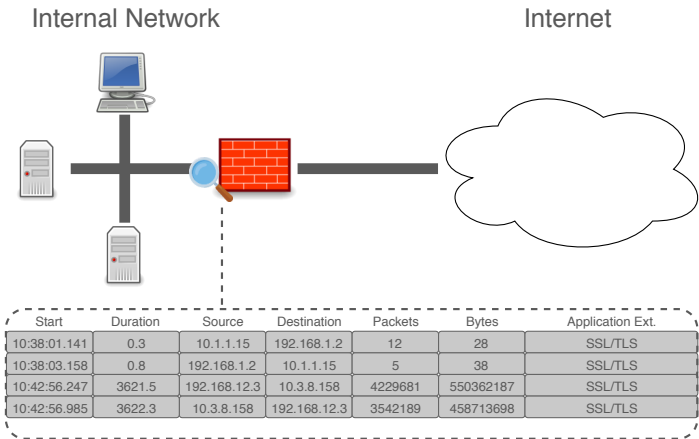 Internal Network Internet
Start Duration Source Destination Packets Bytes Application Ext.
10:38:01.141 0.3 10.1.1.15 192.168.1.2 12 28 SSL/TLS
10:38:03.158 0.8 192.168.1.2 10.1.1.15 5 38 SSL/TLS
10:42:56.247 3621.5 192.168.12.3 10.3.8.158 4229681 550362187 SSL/TLS
10:42:56.985 3622.3 10.3.8.158 192.168.12.3 3542189 458713698 SSL/TLS